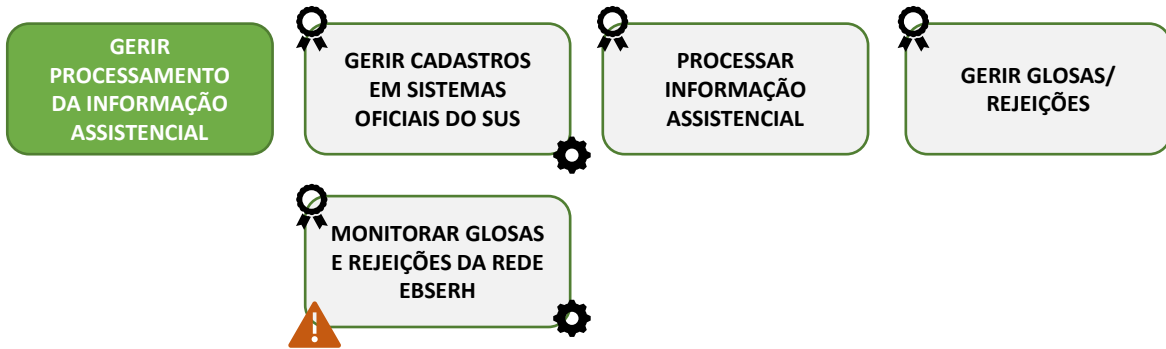 GERIR
PROCESSAMENTO
DA INFORMAÇÃO
ASSISTENCIAL
GERIR CADASTROS
EM SISTEMAS
OFICIAIS DO SUS
PROCESSAR
INFORMAÇÃO
ASSISTENCIAL
GERIR GLOSAS/
REJEIÇÕES
MONITORAR GLOSAS
E REJEIÇÕES DA REDE
EBSERH